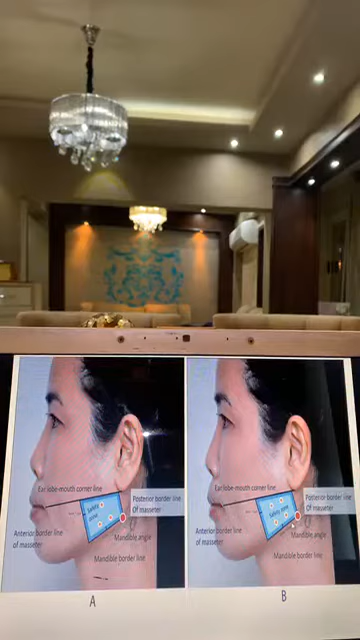 Ear lobe-mouth corner line
Safety zone
Posterior border line
Of masseter
Anterior border line
of masseter
Mandible angle
Mandible border line
A
Ear lobe-mouth corner line
Safety zone
Posterior border line
Of masseter
Anterior border line
of masseter
Mandible angle
Mandible border line
B